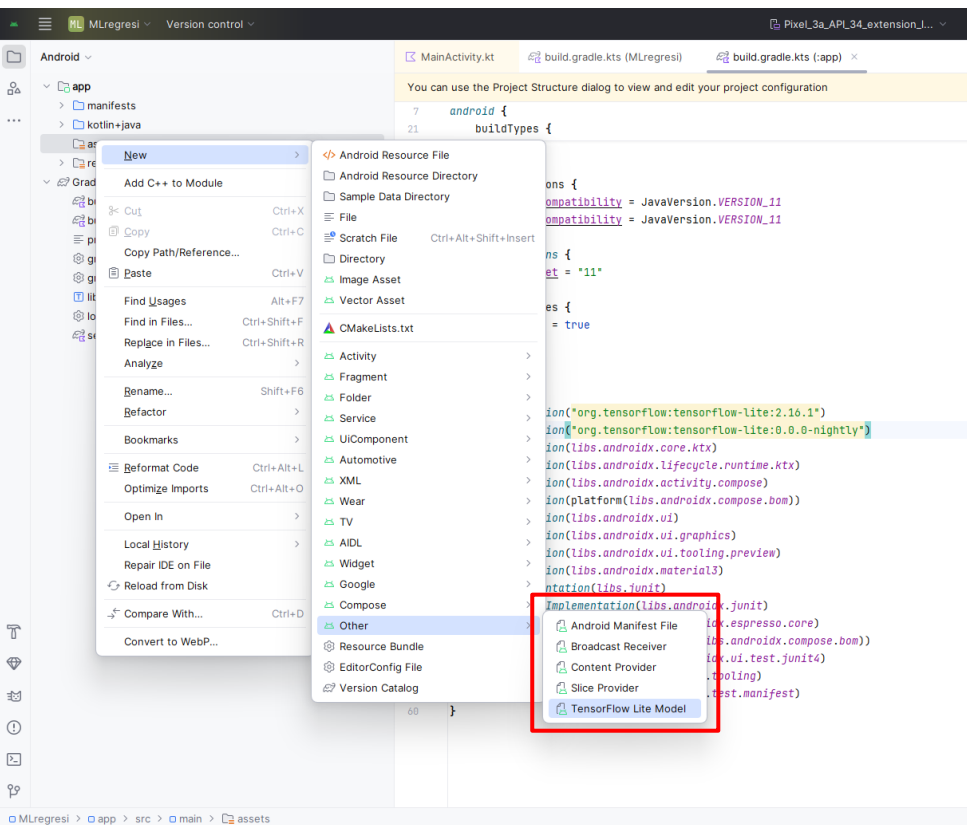 ML MLregresi Version control Pixel_3a_API_34_extension_l...
Android
MainActivity.kt build.gradle.kts (MLregresi) build.gradle.kts (:app)
You can use the Project Structure dialog to view and edit your project configuration
app
manifests
kotlin+java
Grad
New
Add C++ to Module
Cut Ctrl+X
Copy Ctrl+C
Copy Path/Reference...
Paste Ctrl+V
Find Usages Alt+F7
Find in Files... Ctrl+Shift+F
Replace in Files... Ctrl+Shift+R
Analyze
Rename... Shift+F6
Refactor
Bookmarks
Reformat Code Ctrl+Alt+L
Optimize Imports Ctrl+Alt+O
Open In
Local History
Repair IDE on File
Reload from Disk
Compare With... Ctrl+D
Convert to WebP...
Android Resource File
Android Resource Directory
Sample Data Directory
File
Scratch File Ctrl+Alt+Shift+Insert
Directory
Image Asset
Vector Asset
CMakeLists.txt
Activity
Fragment
Folder
Service
UiComponent
Automotive
XML
Wear
TV
AIDL
Widget
Google
Compose
Other
Resource Bundle
EditorConfig File
Version Catalog
Android Manifest File
Broadcast Receiver
Content Provider
Slice Provider
TensorFlow Lite Model
7 android {
21 buildTypes {
ons {
ompatibility = JavaVersion.VERSION_11
ompatibility = JavaVersion.VERSION_11
ns {
et = "11"
es {
= true
ion("org.tensorflow:tensorflow-lite:2.16.1")
ion("org.tensorflow:tensorflow-lite:0.0.0-nightly")
ion(libs.androidx.core.ktx)
ion(libs.androidx.lifecycle.runtime.ktx)
ion(libs.androidx.activity.compose)
ion(platform(libs.androidx.compose.bom))
ion(libs.androidx.ui)
ion(libs.androidx.ui.graphics)
ion(libs.androidx.ui.tooling.preview)
ion(libs.androidx.material3)
ntation(libs.junit)
Implementation(libs.androidx.junit)
idx.espresso.core)
ibs.androidx.compose.bom))
idx.ui.test.junit4)
.tooling)
.test.manifest)
60 }
MLregresi > app > src > main > assets